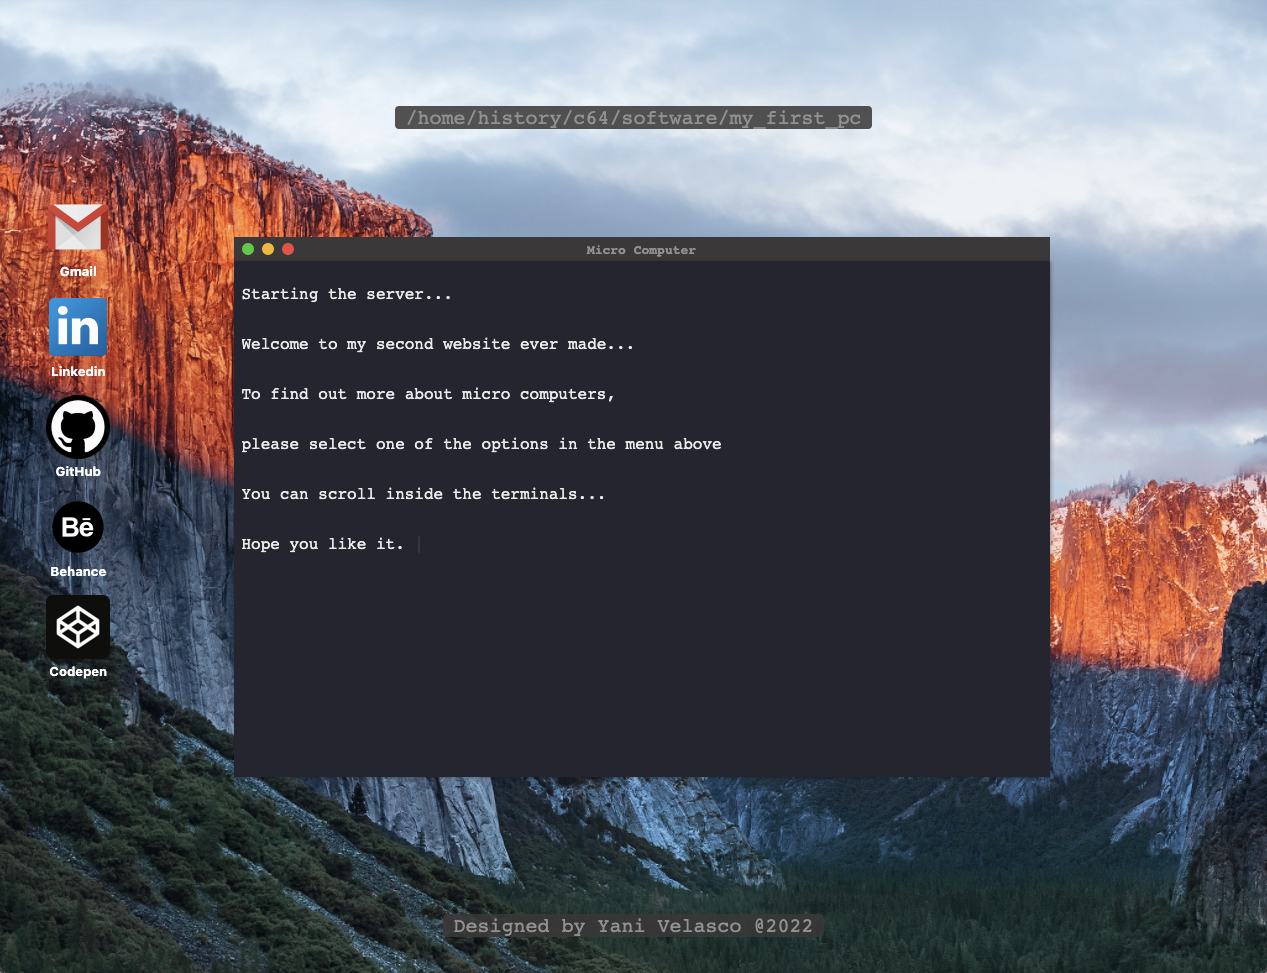 /home/history/c64/software/my_first_pc
Gmail
in
Linkedin
GitHub
Bē
Behance
Codepen
Micro Computer
Starting the server...
Welcome to my second website ever made...
To find out more about micro computers,
please select one of the options in the menu above
You can scroll inside the terminals...
Hope you like it.
Designed by Yani Velasco @2022